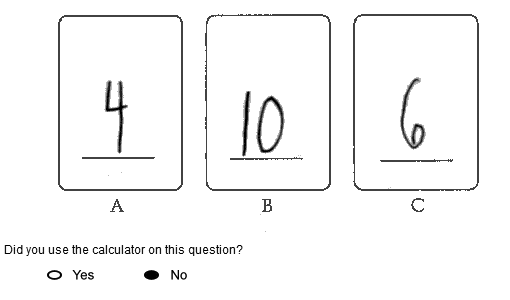 4 10 6
A B C
Did you use the calculator on this question?
Yes No